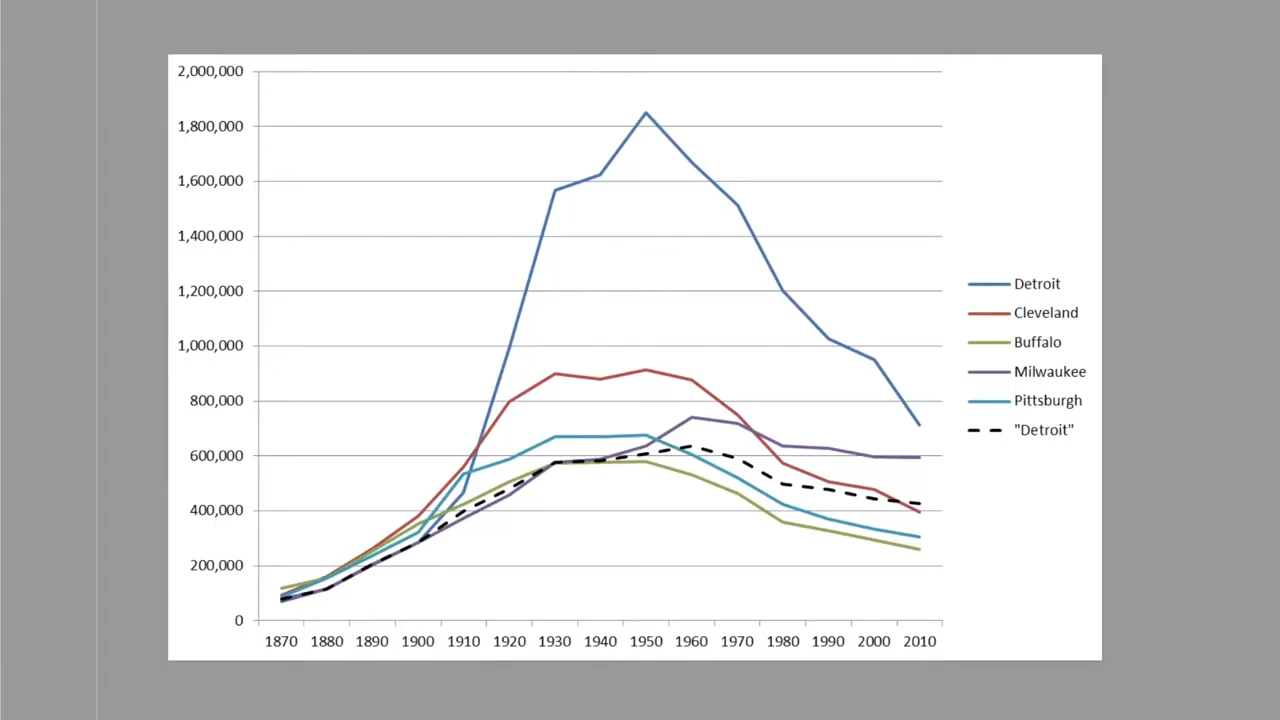 2,000,000
1,800,000
1,600,000
1,400,000
1,200,000
1,000,000
800,000
600,000
400,000
200,000
0
1870 1880 1890 1900 1910 1920 1930 1940 1950 1960 1970 1980 1990 2000 2010
Detroit
Cleveland
Buffalo
Milwaukee
Pittsburgh
"Detroit"